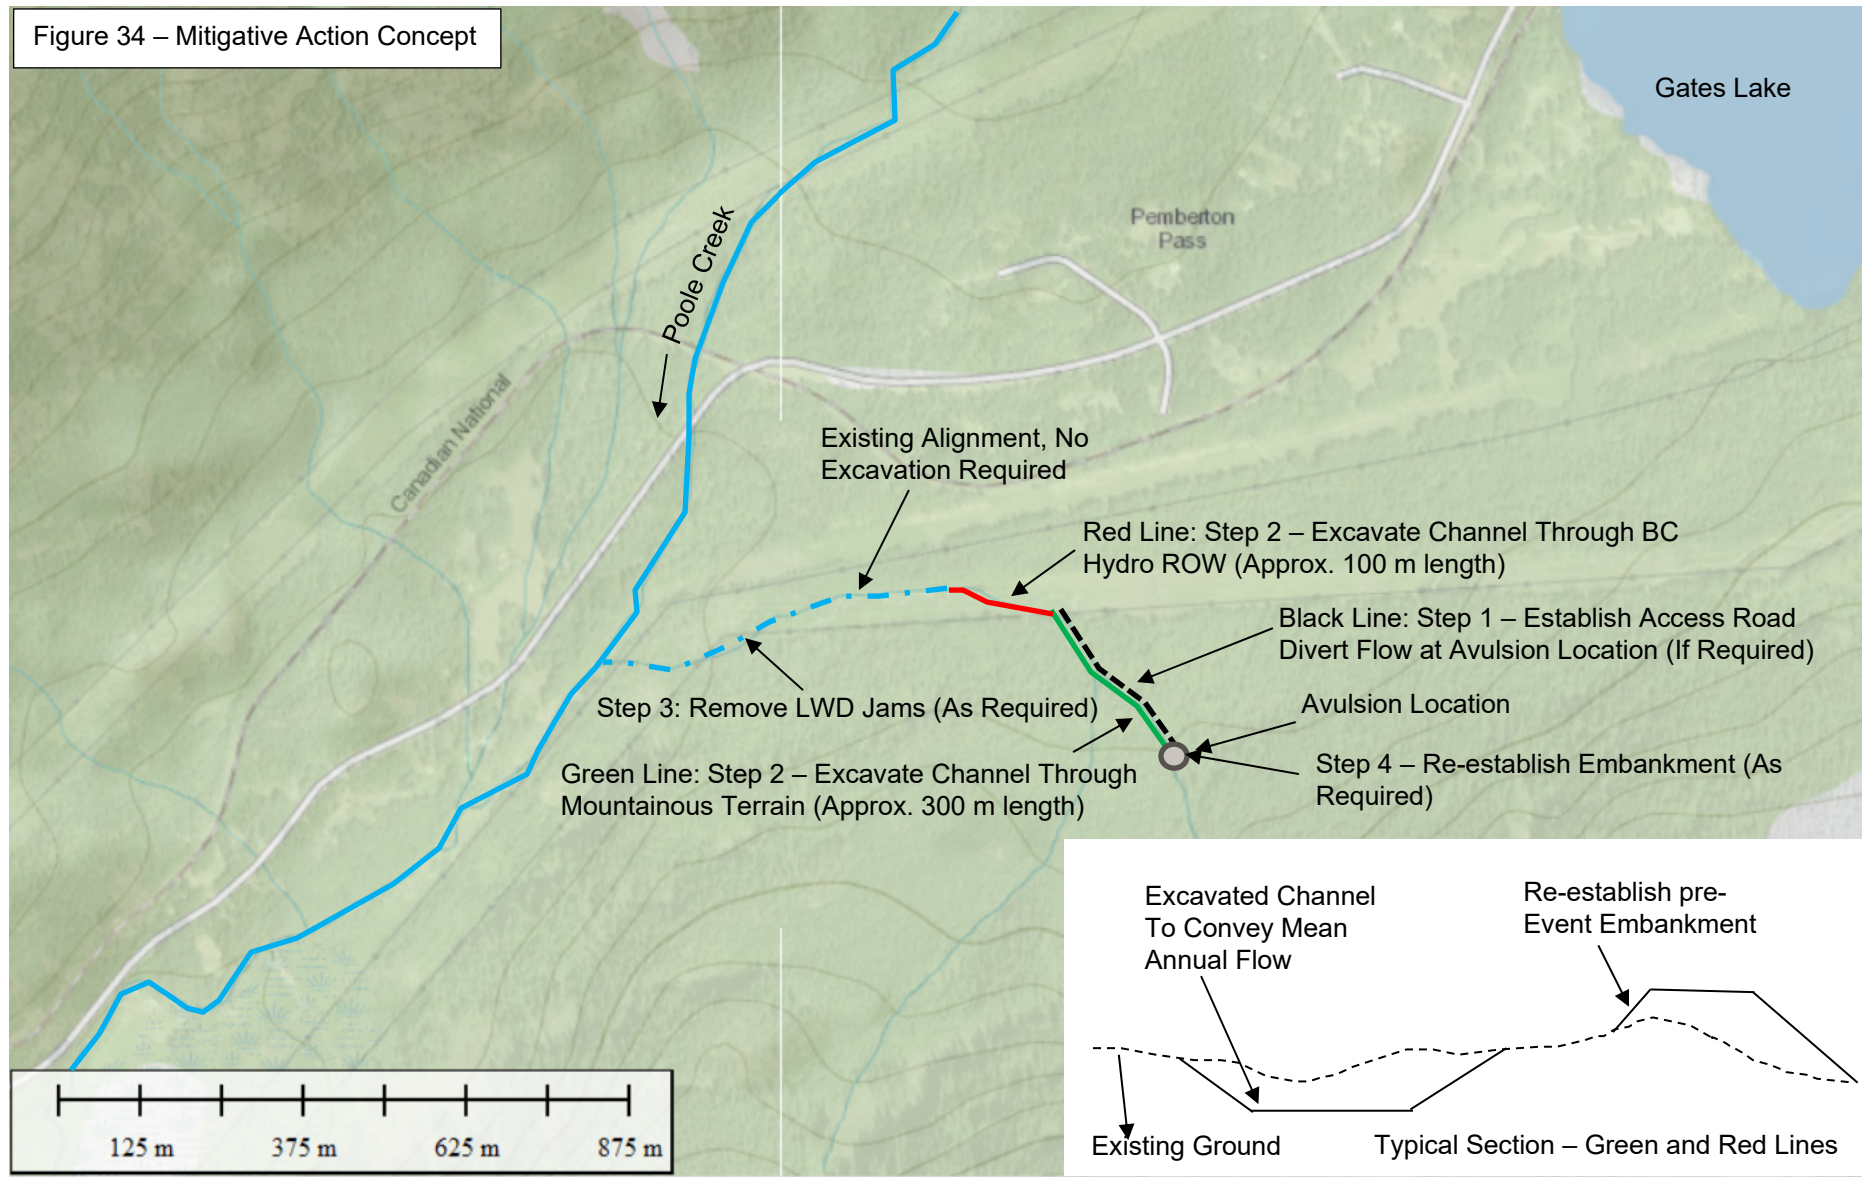 Figure 34 – Mitigative Action Concept
Gates Lake
Pemberton
Pass
Poole Creek
Canadian National
Existing Alignment, No
Excavation Required
Red Line: Step 2 – Excavate Channel Through BC
Hydro ROW (Approx. 100 m length)
Black Line: Step 1 – Establish Access Road
Divert Flow at Avulsion Location (If Required)
Avulsion Location
Step 3: Remove LWD Jams (As Required)
Step 4 – Re-establish Embankment (As
Required)
Green Line: Step 2 – Excavate Channel Through
Mountainous Terrain (Approx. 300 m length)
Excavated Channel
To Convey Mean
Annual Flow
Re-establish pre-
Event Embankment
Existing Ground
Typical Section – Green and Red Lines
125 m
375 m
625 m
875 m